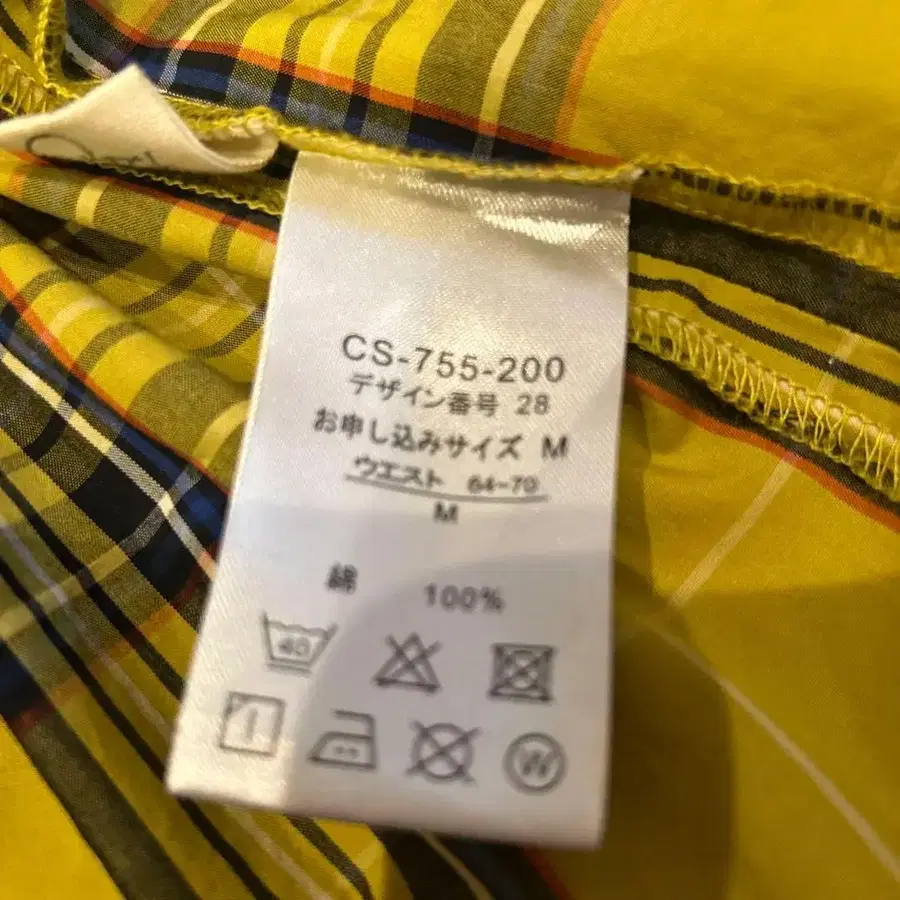 CS-755-200
デザイン番号 28
お申し込みサイズ M
ウエスト 64-70
M
綿 100%
40
W